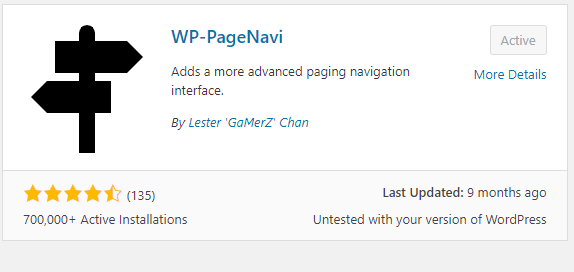 WP-PageNavi
Active
Adds a more advanced paging navigation
interface.
More Details
By Lester 'GaMerZ' Chan
(135)
Last Updated: 9 months ago
700,000+ Active Installations
Untested with your version of WordPress